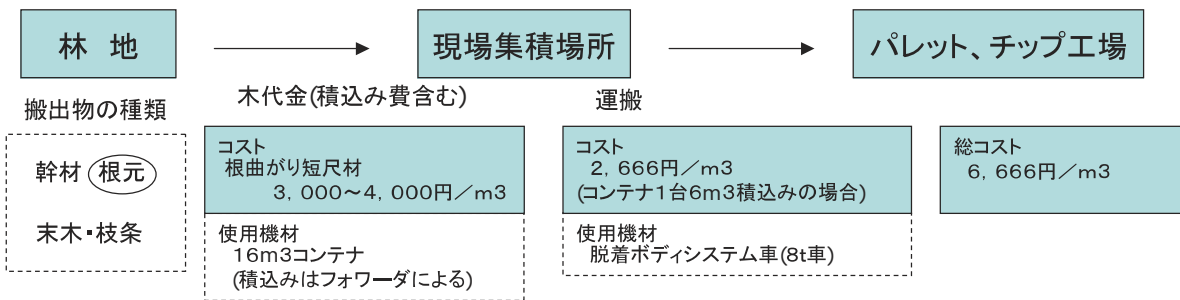 林 地
現場集積場所
パレット、チップ工場
木代金(積込み費含む)
運搬
搬出物の種類
幹材 根元
末木・枝条
コスト
根曲がり短尺材
3,000~4,000円/m3
使用機材
16m3コンテナ
(積込みはフォワーダによる)
コスト
2,666円/m3
(コンテナ1台6m3積込みの場合)
使用機材
脱着ボディシステム車(8t車)
総コスト
6,666円/m3